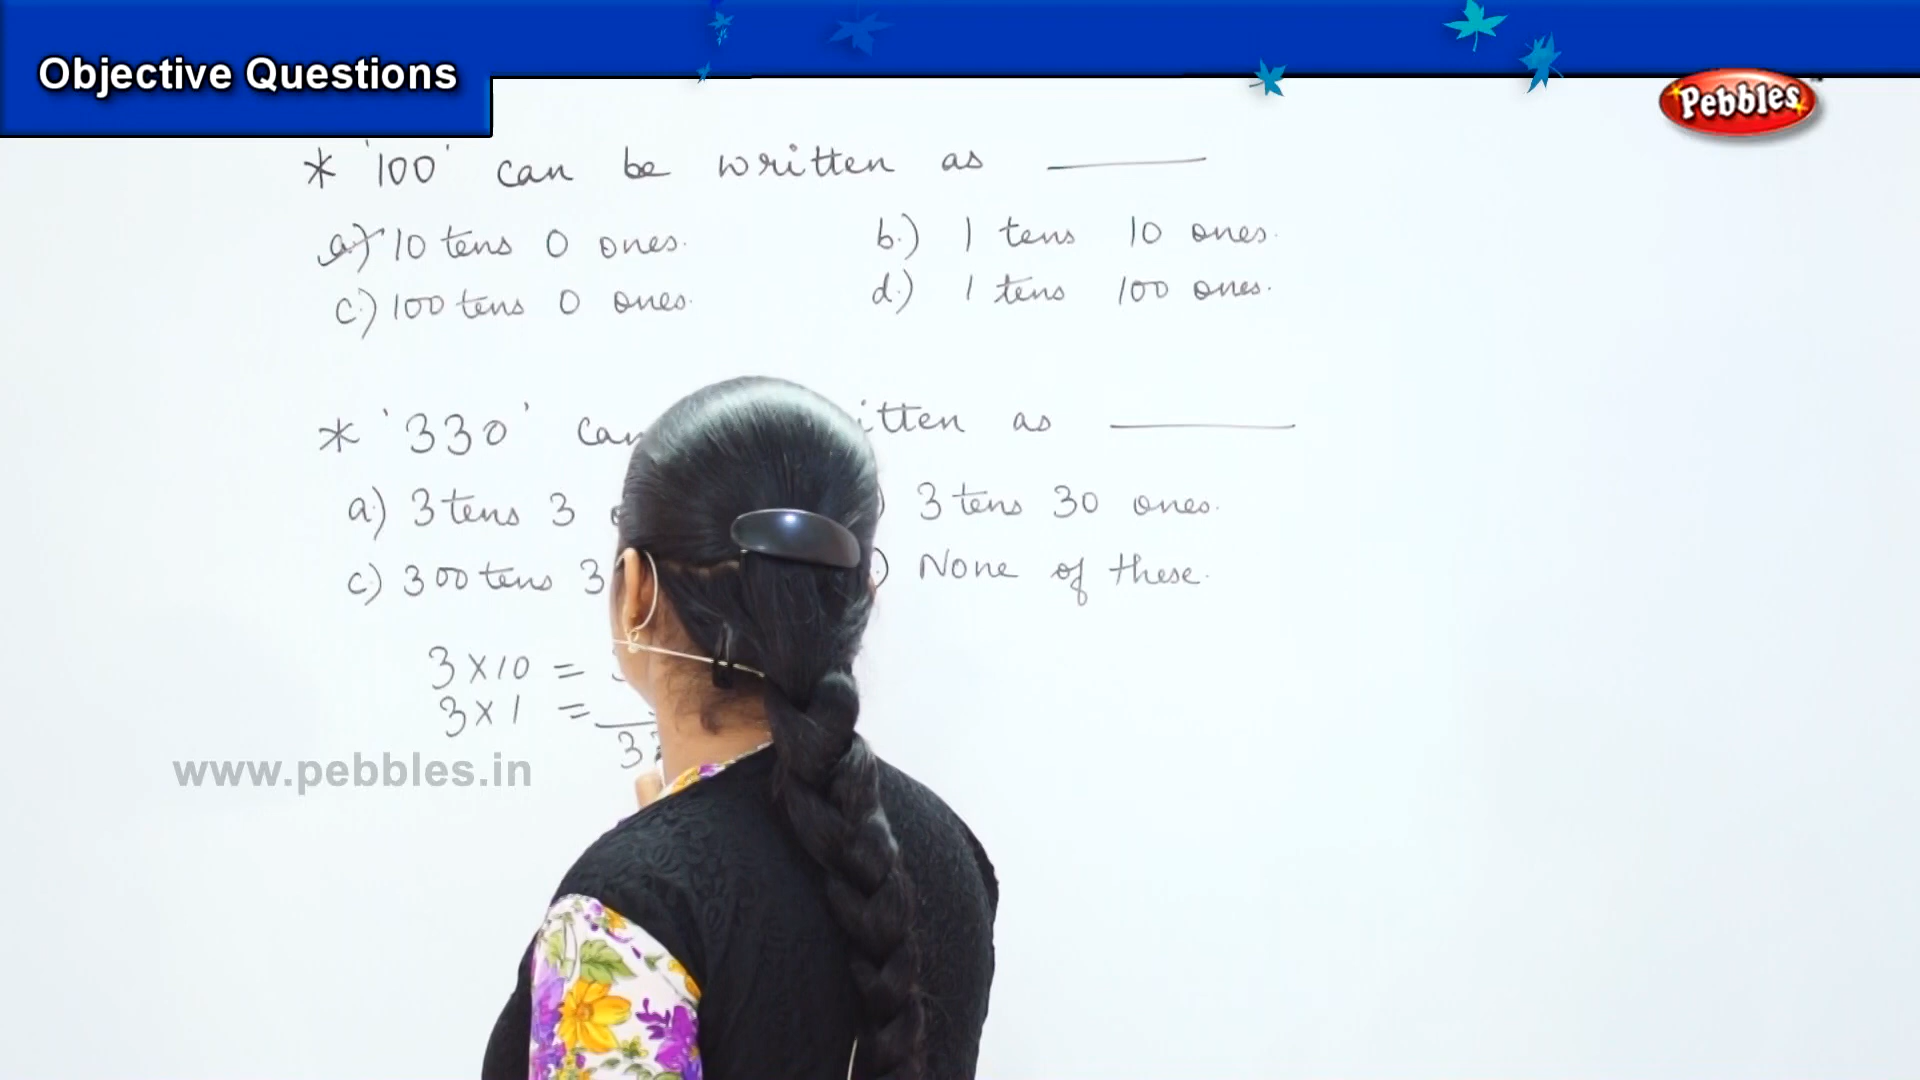 Objective Questions
Pebbles
* '100' can be written as ______
a) 10 tens 0 ones. b.) 1 tens 10 ones.
c.) 100 tens 0 ones. d.) 1 tens 100 ones.
* '330' can itten as ______
a.) 3 tens 3 ) 3 tens 30 ones.
c.) 300 tens 3 .) None of these.
3 x 10 =
3 x 1 =
3
www.pebbles.in